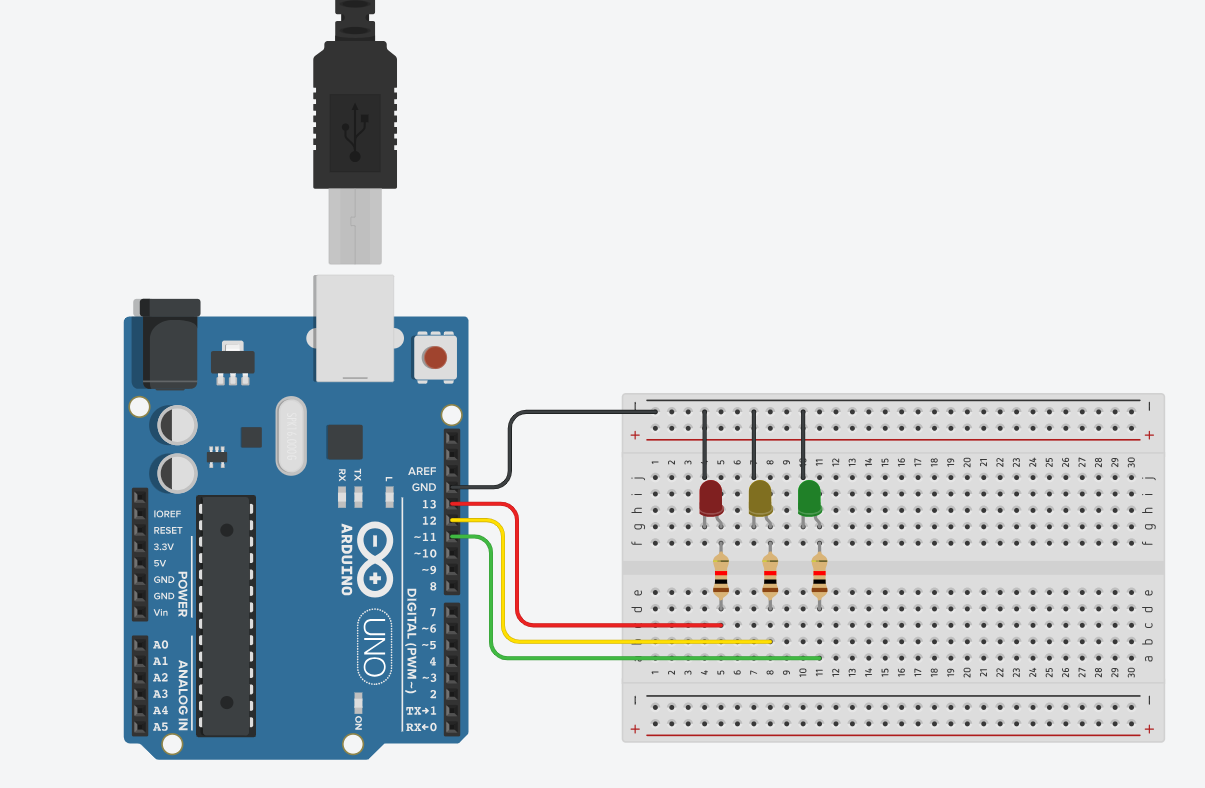 RX
TX
L
AREF
GND
13
12
~11
~10
~9
8
7
~6
~5
4
~3
2
TX→1
RX←0
DIGITAL (PWM~)
IOREF
RESET
3.3V
5V
GND
GND
Vin
POWER
A0
A1
A2
A3
A4
A5
ANALOG IN
ARDUINO
UNO
ON
- -
+ +
1 2 3 4 5 6 7 8 9 10 11 12 13 14 15 16 17 18 19 20 21 22 23 24 25 26 27 28 29 30
j j
i i
h h
g g
f f
e e
d d
c c
b b
a a
1 2 3 4 5 6 7 8 9 10 11 12 13 14 15 16 17 18 19 20 21 22 23 24 25 26 27 28 29 30
- -
+ +